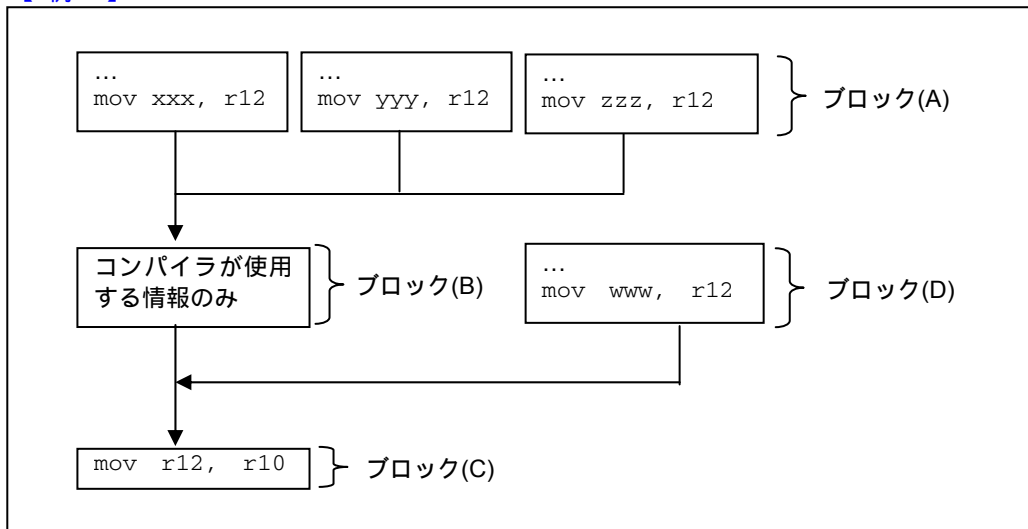 …
mov xxx, r12
…
mov yyy, r12
…
mov zzz, r12
ブロック(A)
コンパイラが使用
する情報のみ
ブロック(B)
…
mov www, r12
ブロック(D)
mov r12, r10
ブロック(C)